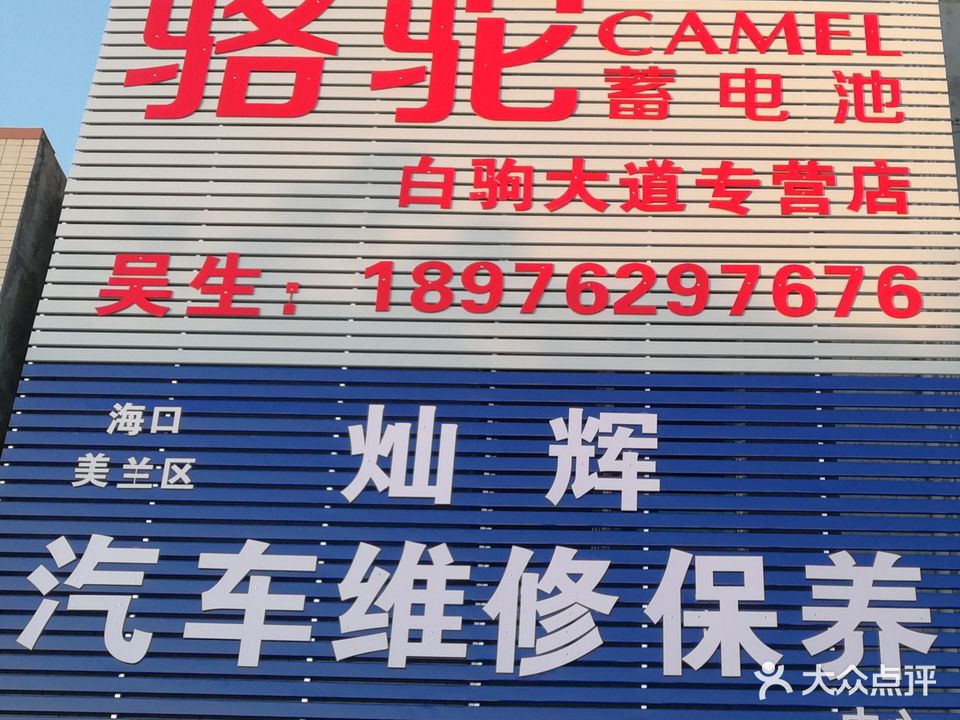 骆驼 CAMEL
蓄电池
白驹大道专营店
吴生：18976297676
海口
美兰区
灿辉
汽车维修保养
大众点评